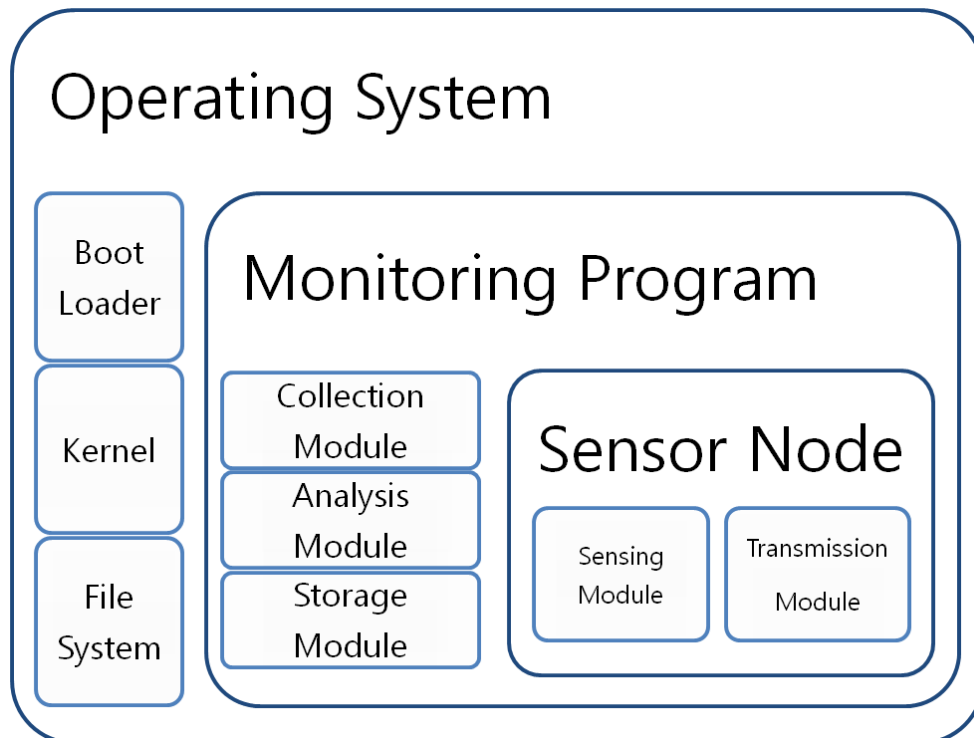 Operating System
Boot
Loader
Kernel
File
System
Monitoring Program
Collection
Module
Analysis
Module
Storage
Module
Sensor Node
Sensing
Module
Transmission
Module